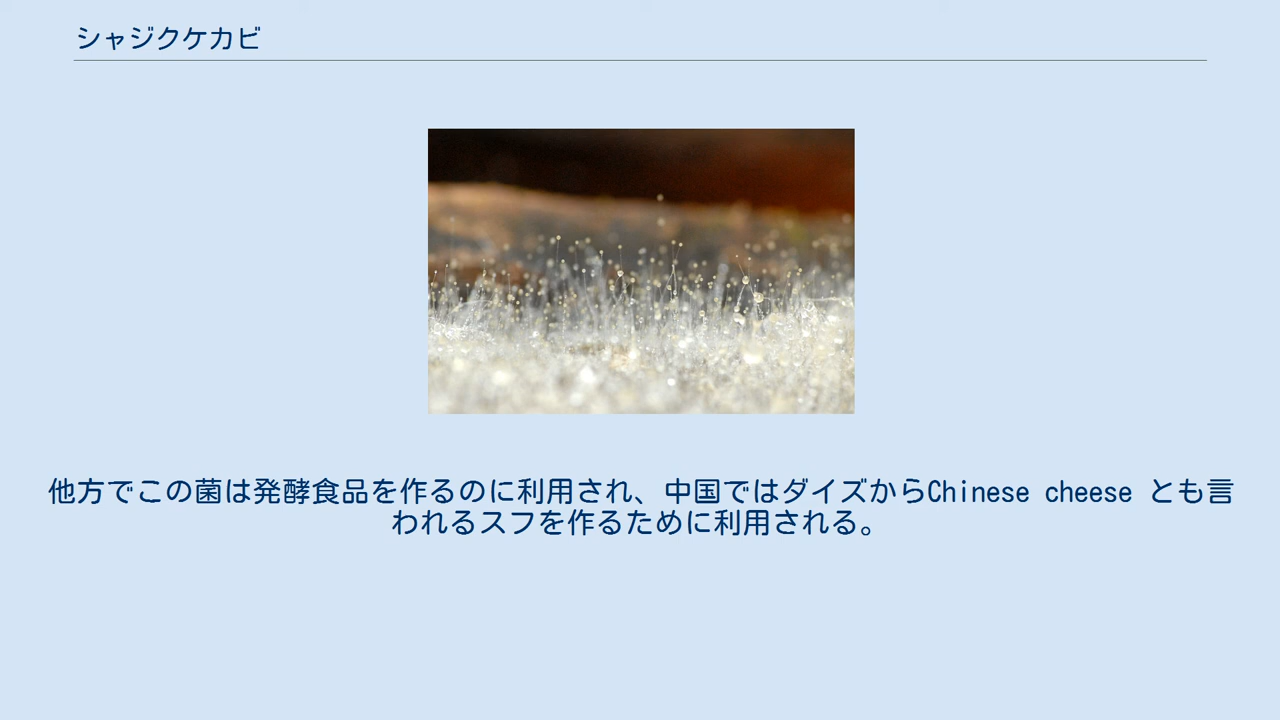 シャジクケカビ
他方でこの菌は発酵食品を作るのに利用され、中国ではダイズからChinese cheese とも言
われるスフを作るために利用される。